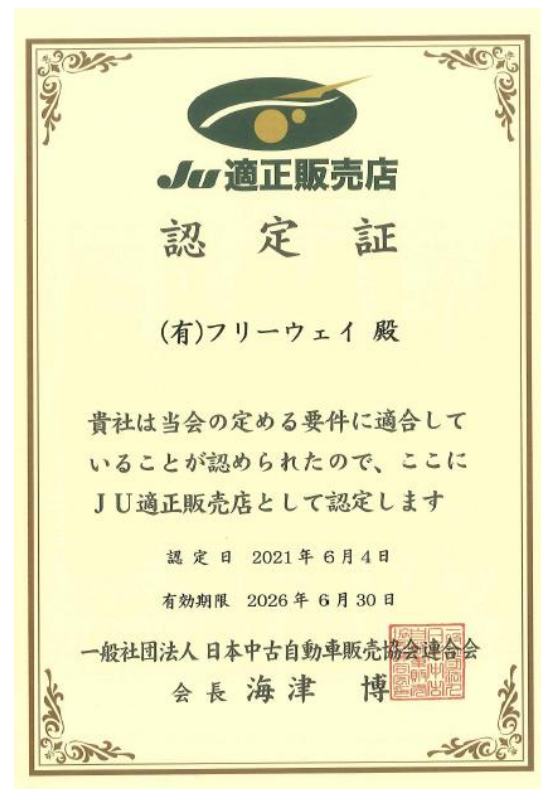 JU適正販売店
認定証
(有)フリーウェイ 殿
貴社は当会の定める要件に適合して
いることが認められたので、ここに
JU適正販売店として認定します
認定日 2021年6月4日
有効期限 2026年6月30日
一般社団法人 日本中古自動車販売協会連合会
会長 海津 博